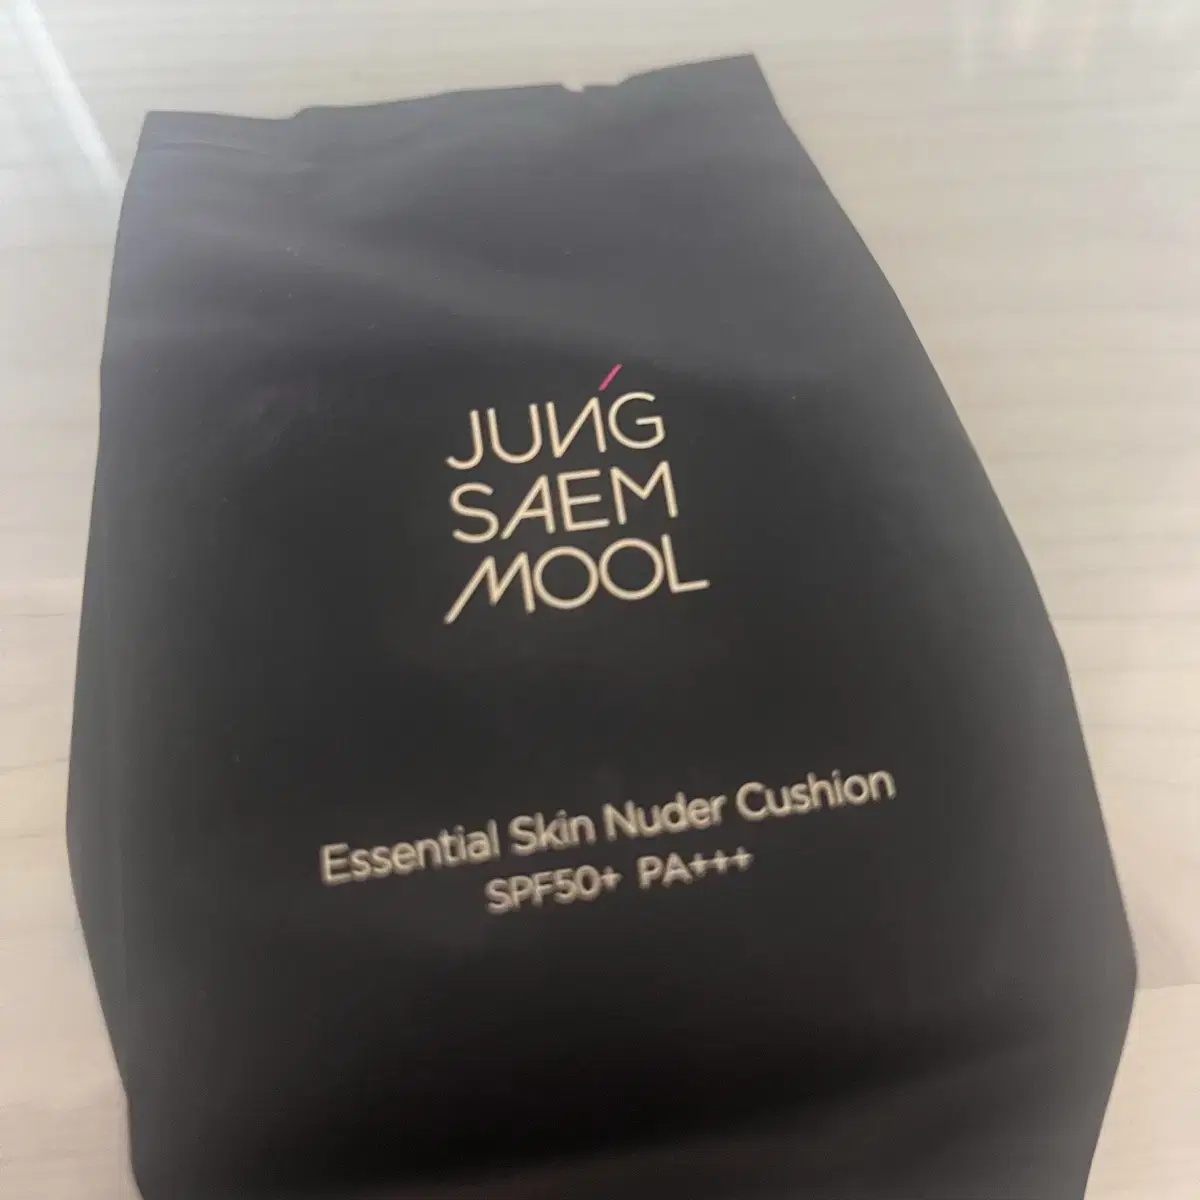 JUNG
SAEM
MOOL
Essential Skin Nuder Cushion
SPF50+ PA+++